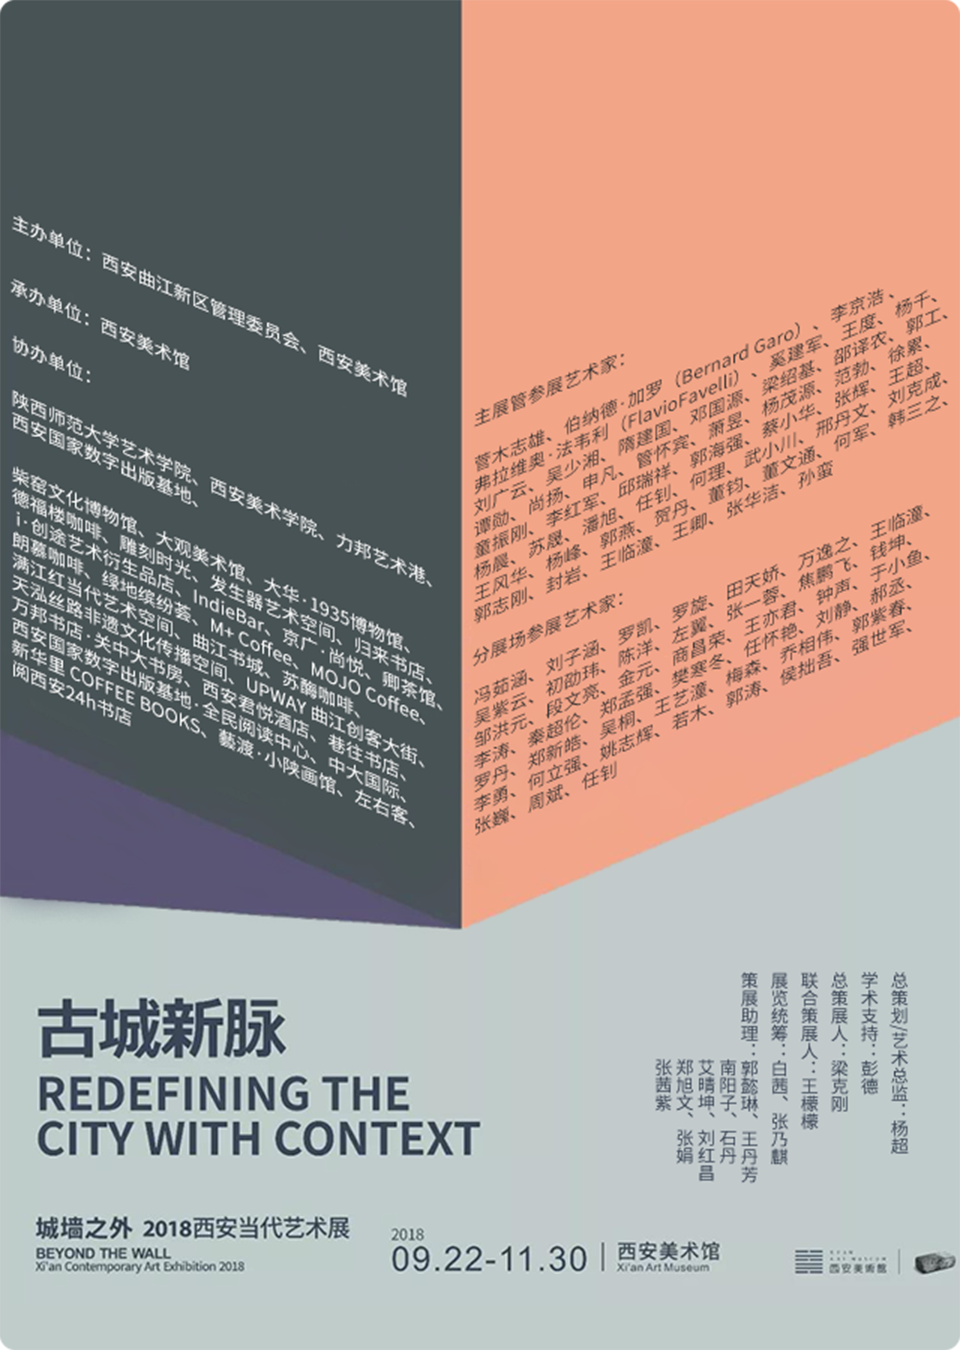 主办单位：西安曲江新区管理委员会、西安美术馆
承办单位：西安美术馆
协办单位：
陕西师范大学艺术学院、西安美术学院、力邦艺术港、
西安国家数字出版基地、
柴窑文化博物馆、大观美术馆、大华·1935博物馆、
德福楼咖啡、雕刻时光、发生器艺术空间、归来书店、
i·创途艺术衍生品店、IndieBar、京广·尚悦、卿茶馆、
朗慕咖啡、绿地缤纷荟、M+ Coffee、MOJO Coffee、
满江红当代艺术空间、曲江书城、苏酶咖啡、
天泓丝路非遗文化传播空间、UPWAY 曲江创客大街、
万邦书店·关中大书房、西安君悦酒店、巷往书店、
西安国家数字出版基地·全民阅读中心、中大国际、
新华里 COFFEE BOOKS、藝渡·小陕画馆、左右客、
阅西安24h书店
主展管参展艺术家：
菅木志雄、伯纳德·加罗（Bernard Garo）、李京浩、
弗拉维奥·法韦利（FlavioFavelli）、奚建军、王度、杨千、
刘广云、吴少湘、隋建国、邓国源、梁绍基、邵译农、郭工、
谭勋、尚扬、申凡、管怀宾、萧昱、杨茂源、范勃、徐累、
童振刚、李红军、邱瑞祥、郭海强、蔡小华、张辉、王超、
杨晨、苏晟、潘旭、任钊、何理、武小川、邢丹文、刘克成、
王风华、杨峰、郭燕、贺丹、董钧、董文通、何军、韩三之、
郭志刚、封岩、王临潼、王卿、张华洁、孙蛮
分展场参展艺术家：
冯茹涵、刘子涵、罗凯、罗旋、田天娇、万逸之、王临潼、
吴紫云、初劭玮、陈洋、左翼、张一蓉、焦鹏飞、钱坤、
邹洪元、段文亮、金元、商昌荣、王亦君、钟声、于小鱼、
李涛、秦超伦、郑孟强、樊寒冬、任怀艳、刘静、郝丞、
罗丹、郑新皓、吴桐、王艺潼、梅森、乔相伟、郭紫春、
李勇、何立强、姚志辉、若木、郭涛、侯拙吾、强世军、
张巍、周斌、任钊
总策划/艺术总监：杨超
学术支持：彭德
总策展人：梁克刚
联合策展人：王檬檬
展览统筹：白茜、张乃麒
策展助理：郭懿琳、王丹芳
南阳子、石丹
艾晴坤、刘红昌
郑旭文、张娟
张茜紫
古城新脉
REDEFINING THE
CITY WITH CONTEXT
城墙之外 2018西安当代艺术展
BEYOND THE WALL
Xi'an Contemporary Art Exhibition 2018
2018
09.22-11.30
西安美术馆
Xi'an Art Museum
XI'AN
ART MUSEUM
西安美術館